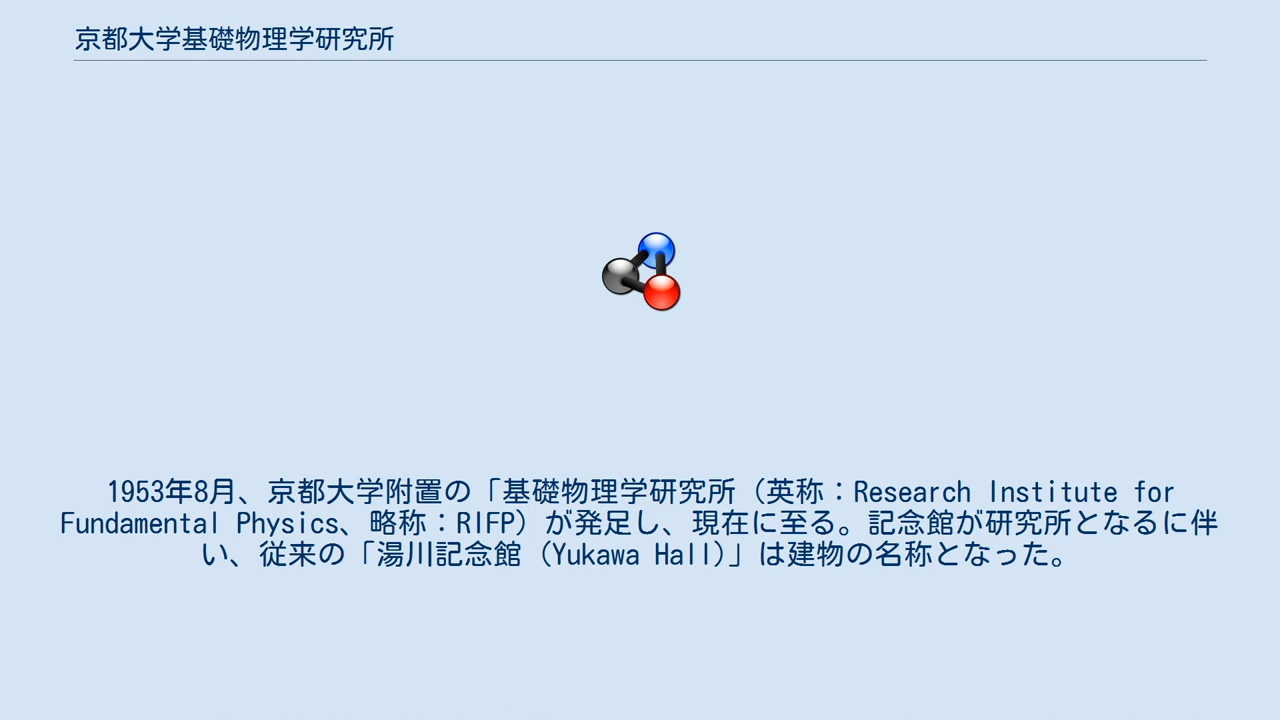 京都大学基礎物理学研究所
1953年8月、京都大学附置の「基礎物理学研究所（英称：Research Institute for
Fundamental Physics、略称：RIFP）が発足し、現在に至る。記念館が研究所となるに伴
い、従来の「湯川記念館（Yukawa Hall)」は建物の名称となった。